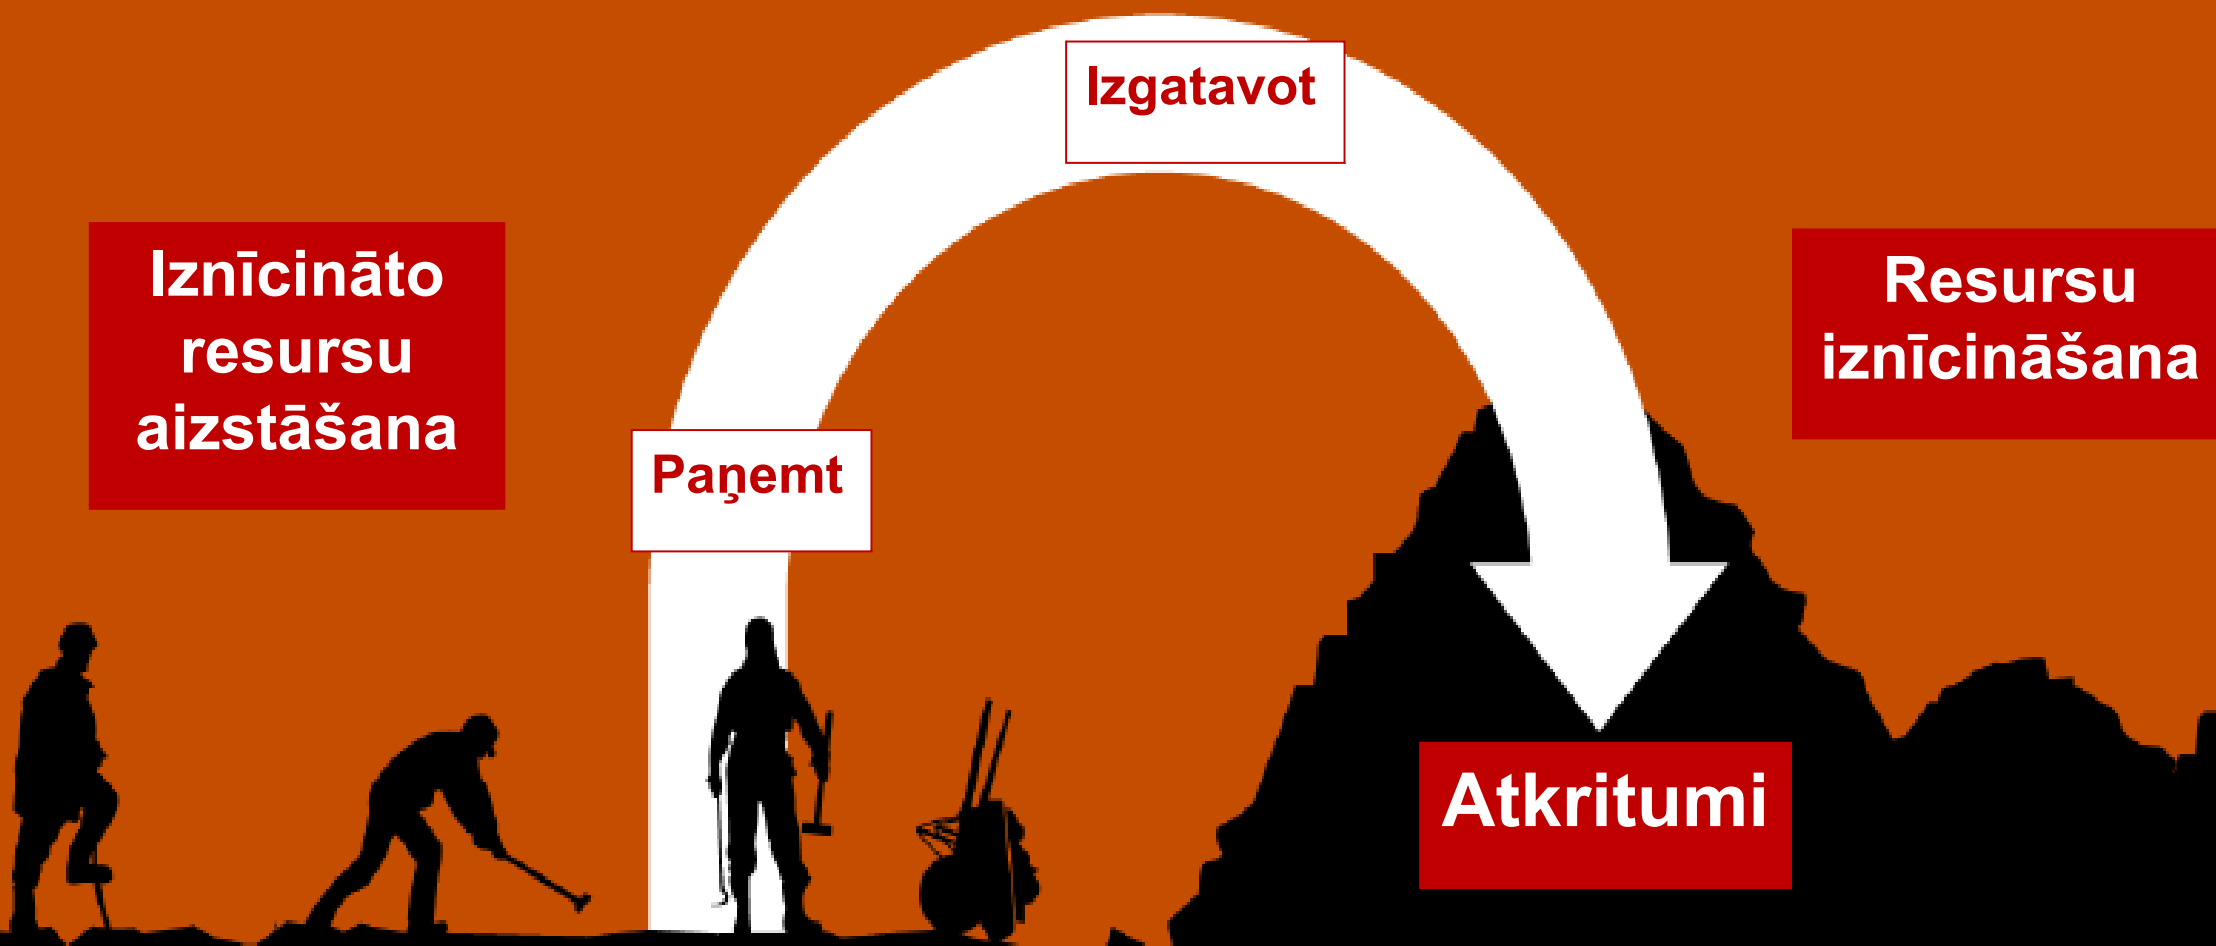 Izgatavot
Iznīcināto
resursu
aizstāšana
Resursu
iznīcināšana
Paņemt
Atkritumi